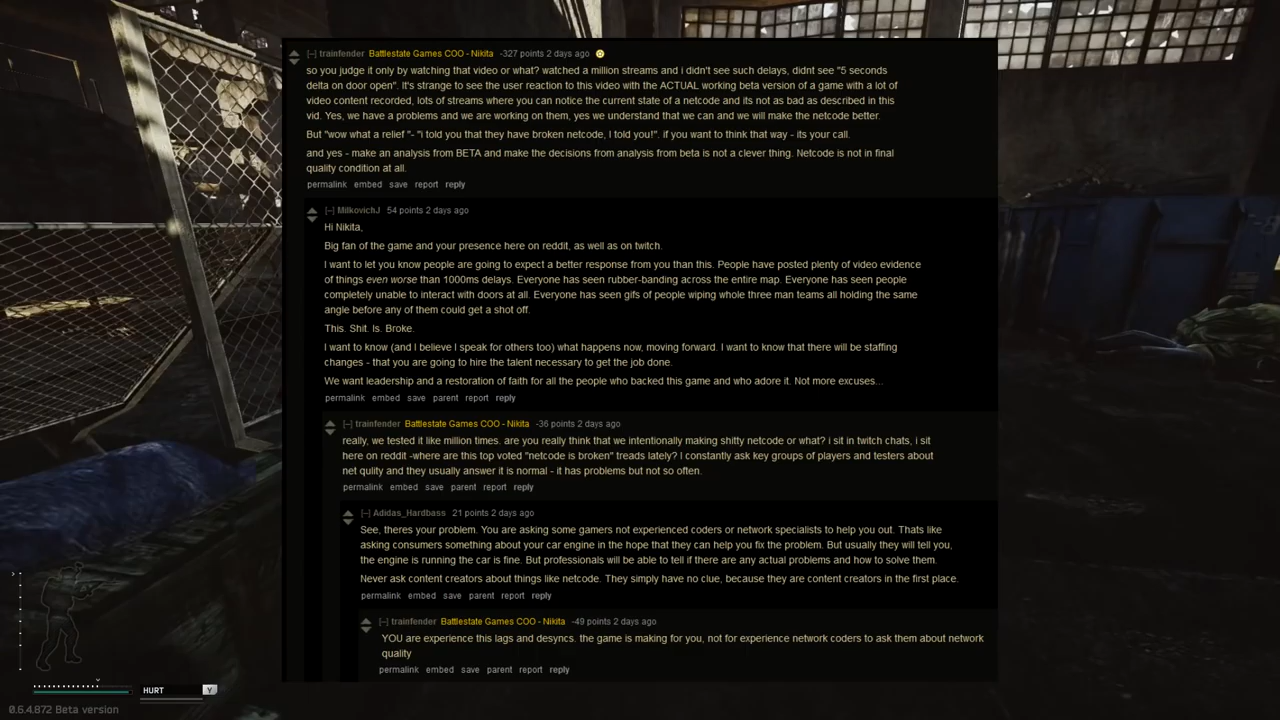 [–] trainfender Battlestate Games COO - Nikita -327 points 2 days ago
so you judge it only by watching that video or what? watched a million streams and i didn't see such delays, didnt see "5 seconds
delta on door open". it's strange to see the user reaction to this video with the ACTUAL working beta version of a game with a lot of
video content recorded, lots of streams where you can notice the current state of a netcode and its not as bad as described in this
vid. Yes, we have a problems and we are working on them, yes we understand that we can and we will make the netcode better.
But "wow what a relief "- "i told you that they have broken netcode, I told you!". if you want to think that way - its your call.
and yes - make an analysis from BETA and make the decisions from analysis from beta is not a clever thing. Netcode is not in final
quality condition at all.
permalink embed save report reply
[–] MilkovichJ 54 points 2 days ago
Hi Nikita,
Big fan of the game and your presence here on reddit, as well as on twitch.
I want to let you know people are going to expect a better response from you than this. People have posted plenty of video evidence
of things even worse than 1000ms delays. Everyone has seen rubber-banding across the entire map. Everyone has seen people
completely unable to interact with doors at all. Everyone has seen gifs of people wiping whole three man teams all holding the same
angle before any of them could get a shot off.
This. Shit. Is. Broke.
I want to know (and I believe I speak for others too) what happens now, moving forward. I want to know that there will be staffing
changes - that you are going to hire the talent necessary to get the job done.
We want leadership and a restoration of faith for all the people who backed this game and who adore it. Not more excuses...
permalink embed save parent report reply
[–] trainfender Battlestate Games COO - Nikita -36 points 2 days ago
really, we tested it like million times. are you really think that we intentionally making shitty netcode or what? i sit in twitch chats, i sit
here on reddit -where are this top voted "netcode is broken" treads lately? I constantly ask key groups of players and testers about
net qulity and they usually answer it is normal - it has problems but not so often.
permalink embed save parent report reply
[–] Adidas_Hardbass 21 points 2 days ago
See, theres your problem. You are asking some gamers not experienced coders or network specialists to help you out. Thats like
asking consumers something about your car engine in the hope that they can help you fix the problem. But usually they will tell you,
the engine is running the car is fine. But professionals will be able to tell if there are any actual problems and how to solve them.
Never ask content creators about things like netcode. They simply have no clue, because they are content creators in the first place.
permalink embed save parent report reply
[–] trainfender Battlestate Games COO - Nikita -49 points 2 days ago
YOU are experience this lags and desyncs. the game is making for you, not for experience network coders to ask them about network
quality
permalink embed save parent report reply
HURT Y
0.6.4.872 Beta version